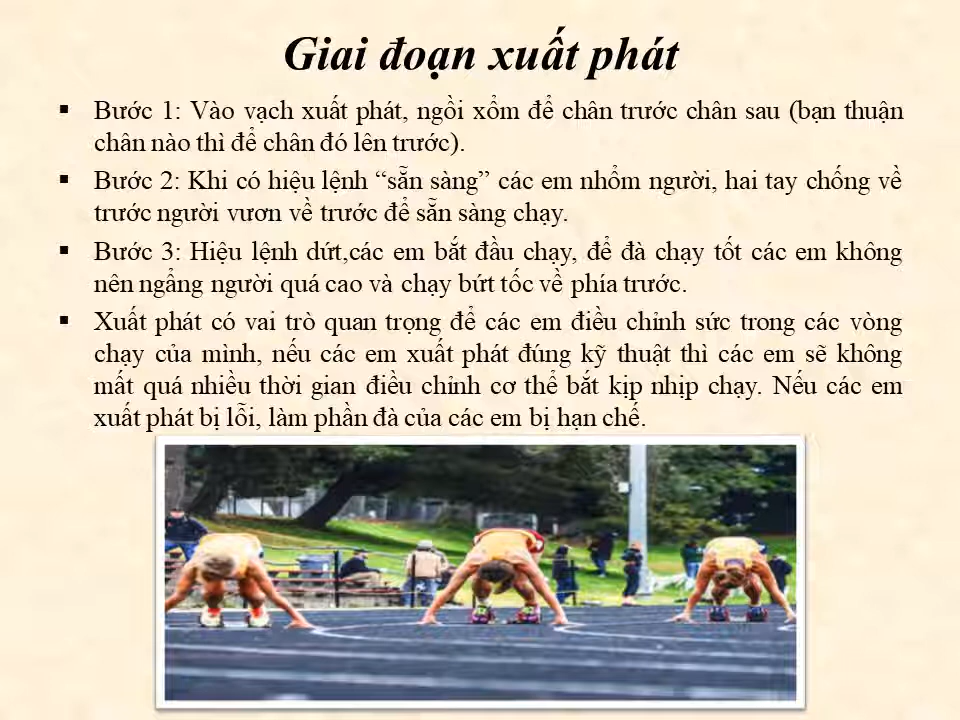 Giai đoạn xuất phát
▪ Bước 1: Vào vạch xuất phát, ngồi xổm để chân trước chân sau (bạn thuận
chân nào thì để chân đó lên trước).
▪ Bước 2: Khi có hiệu lệnh “sẵn sàng” các em nhổm người, hai tay chống về
trước người vươn về trước để sẵn sàng chạy.
▪ Bước 3: Hiệu lệnh dứt,các em bắt đầu chạy, để đà chạy tốt các em không
nên ngẩng người quá cao và chạy bứt tốc về phía trước.
▪ Xuất phát có vai trò quan trọng để các em điều chỉnh sức trong các vòng
chạy của mình, nếu các em xuất phát đúng kỹ thuật thì các em sẽ không
mất quá nhiều thời gian điều chỉnh cơ thể bắt kịp nhịp chạy. Nếu các em
xuất phát bị lỗi, làm phần đà của các em bị hạn chế.